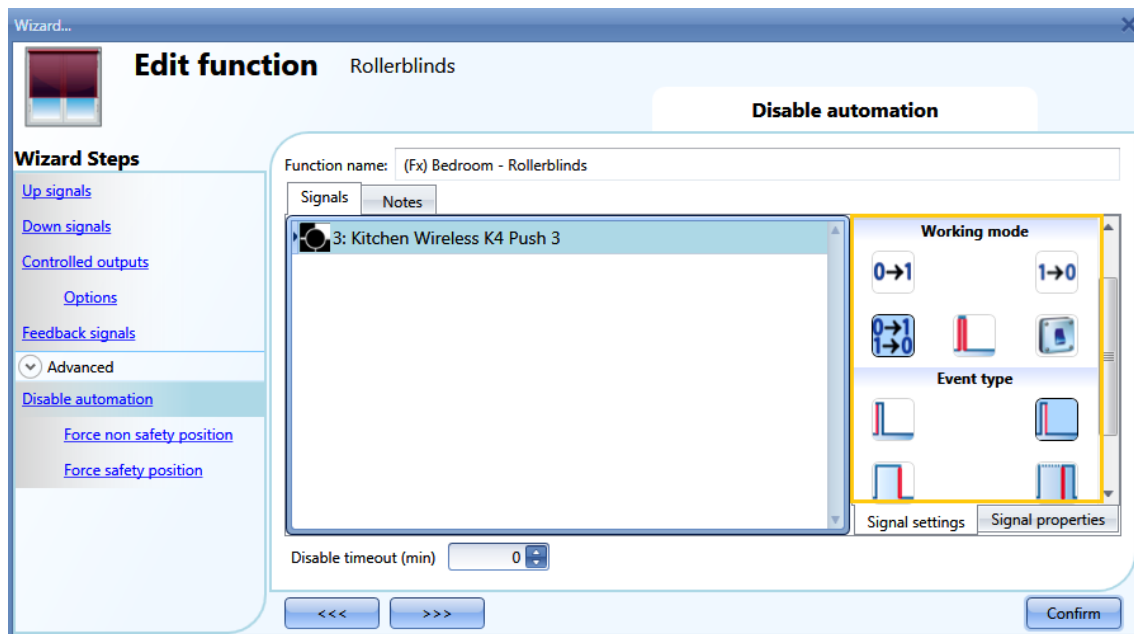 Wizard...
Edit function Rollerblinds
Disable automation
Wizard Steps
Up signals
Down signals
Controlled outputs
Options
Feedback signals
Advanced
Disable automation
Force non safety position
Force safety position
Function name: (Fx) Bedroom - Rollerblinds
Signals Notes
3: Kitchen Wireless K4 Push 3
Working mode
0→1 1→0
0→1
1→0
Event type
Signal settings Signal properties
Disable timeout (min) 0
<<< >>> Confirm